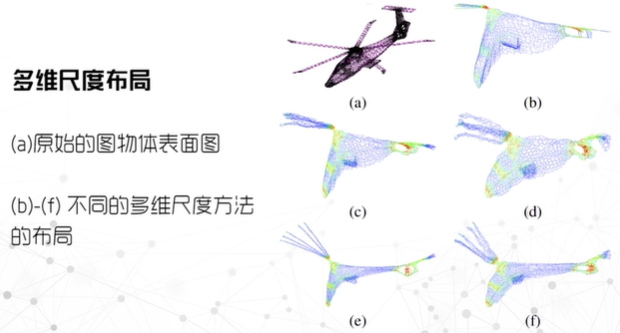 多维尺度布局
(a)原始的图物体表面图
(b)-(f) 不同的多维尺度方法
的布局
(a)
(b)
(c)
(d)
(e)
(f)